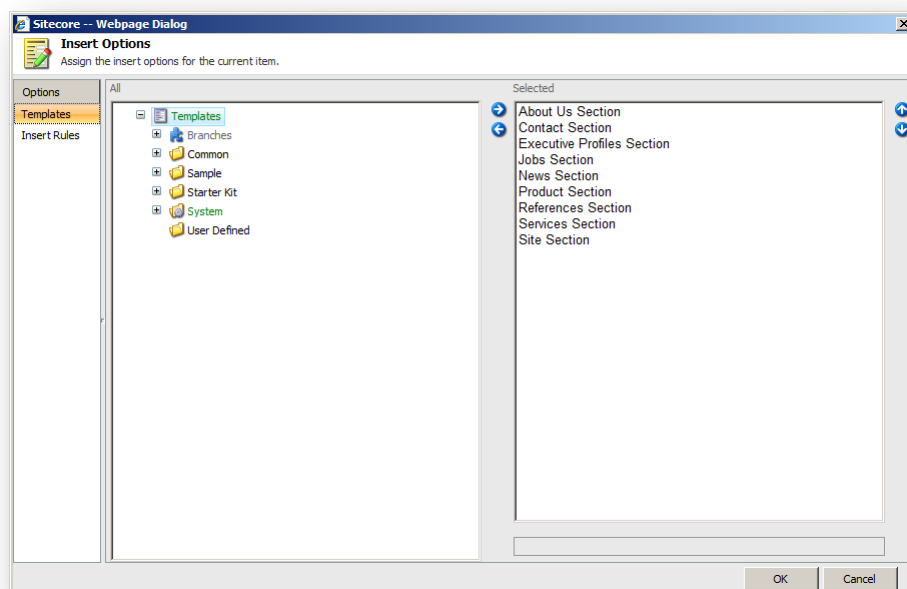 Sitecore -- Webpage Dialog
Insert Options
Assign the insert options for the current item.
Options
Templates
Insert Rules
All
Templates
Branches
Common
Sample
Starter Kit
System
User Defined
Selected
About Us Section
Contact Section
Executive Profiles Section
Jobs Section
News Section
Product Section
References Section
Services Section
Site Section
OK
Cancel